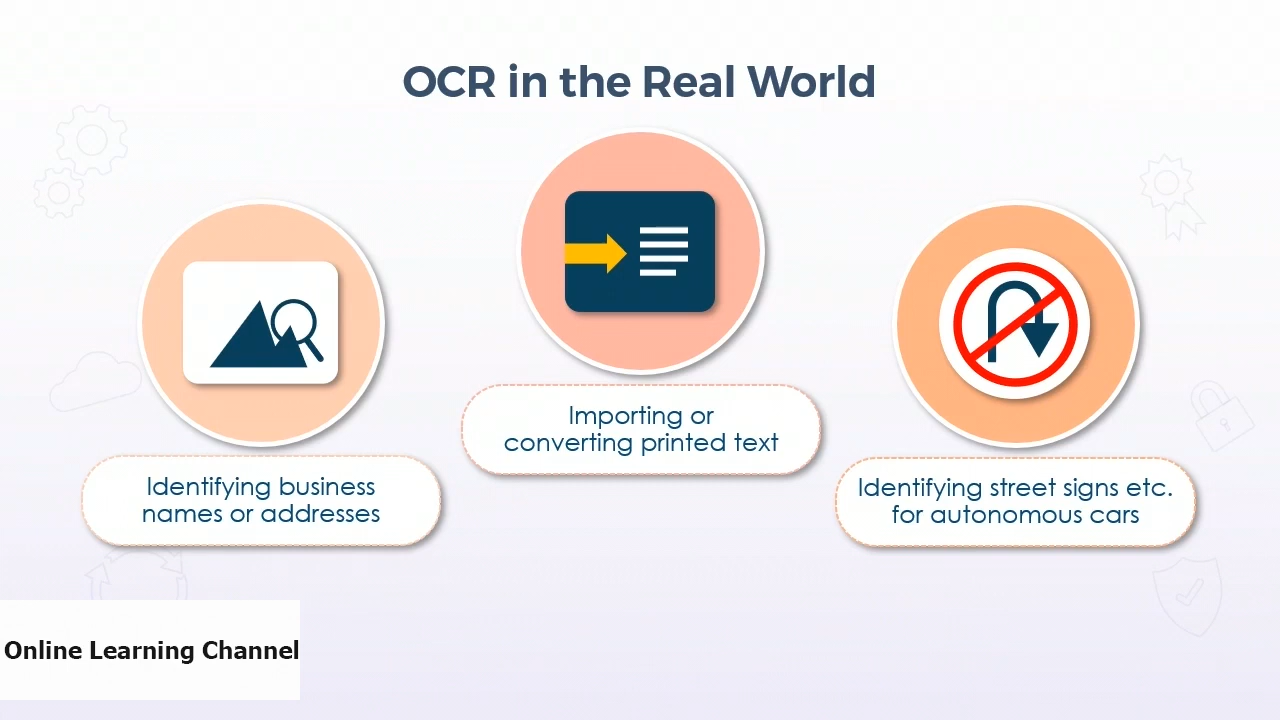 OCR in the Real World
Identifying business
names or addresses
Importing or
converting printed text
Identifying street signs etc.
for autonomous cars
Online Learning Channel